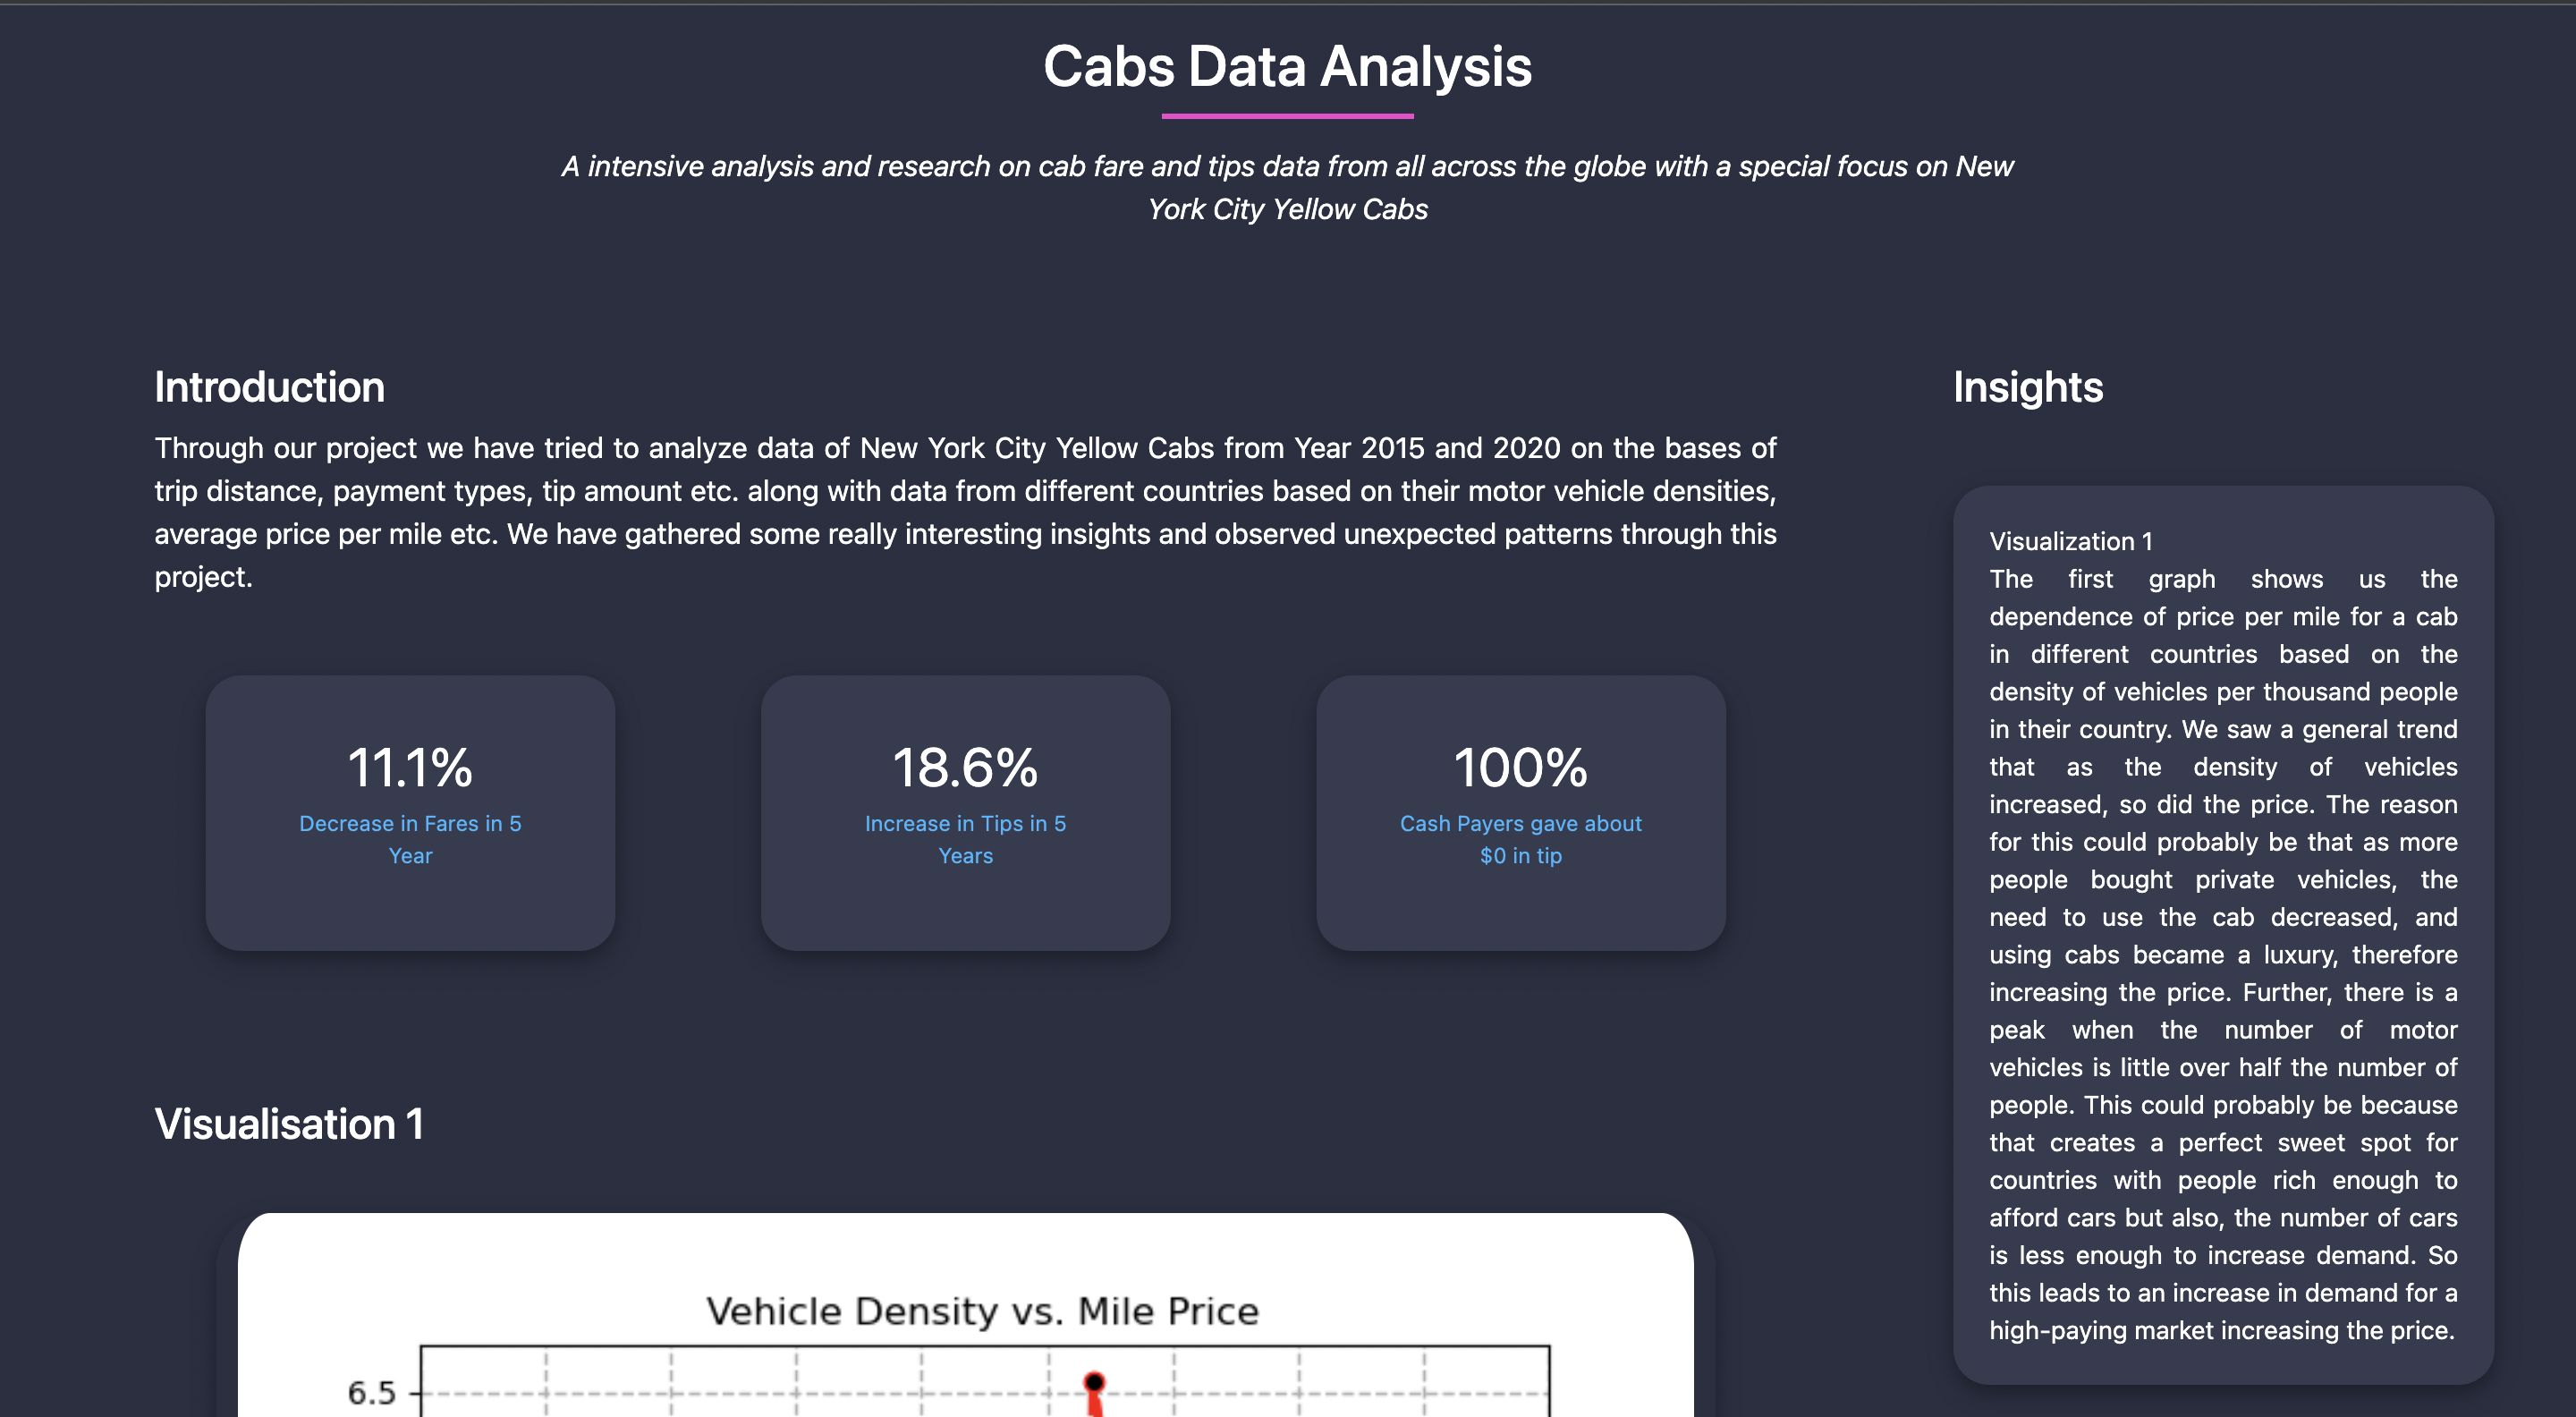 Cabs Data Analysis
A intensive analysis and research on cab fare and tips data from all across the globe with a special focus on New
York City Yellow Cabs
Introduction
Through our project we have tried to analyze data of New York City Yellow Cabs from Year 2015 and 2020 on the bases of
trip distance, payment types, tip amount etc. along with data from different countries based on their motor vehicle densities,
average price per mile etc. We have gathered some really interesting insights and observed unexpected patterns through this
project.
11.1%
Decrease in Fares in 5
Year
18.6%
Increase in Tips in 5
Years
100%
Cash Payers gave about
$0 in tip
Visualisation 1
Vehicle Density vs. Mile Price
6.5
Insights
Visualization 1
The first graph shows us the
dependence of price per mile for a cab
in different countries based on the
density of vehicles per thousand people
in their country. We saw a general trend
that as the density of vehicles
increased, so did the price. The reason
for this could probably be that as more
people bought private vehicles, the
need to use the cab decreased, and
using cabs became a luxury, therefore
increasing the price. Further, there is a
peak when the number of motor
vehicles is little over half the number of
people. This could probably be because
that creates a perfect sweet spot for
countries with people rich enough to
afford cars but also, the number of cars
is less enough to increase demand. So
this leads to an increase in demand for a
high-paying market increasing the price.